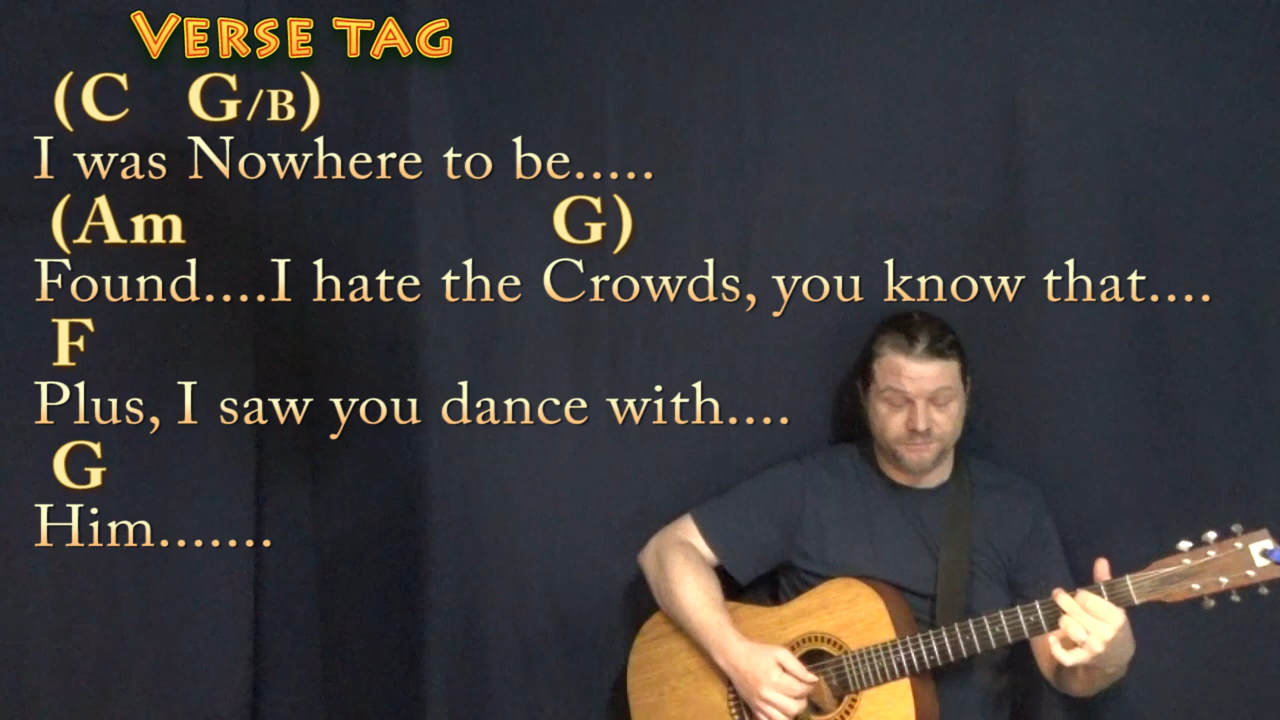 VERSE TAG
(C G/B)
I was Nowhere to be.....
(Am G)
Found....I hate the Crowds, you know that....
F
Plus, I saw you dance with....
G
Him.......